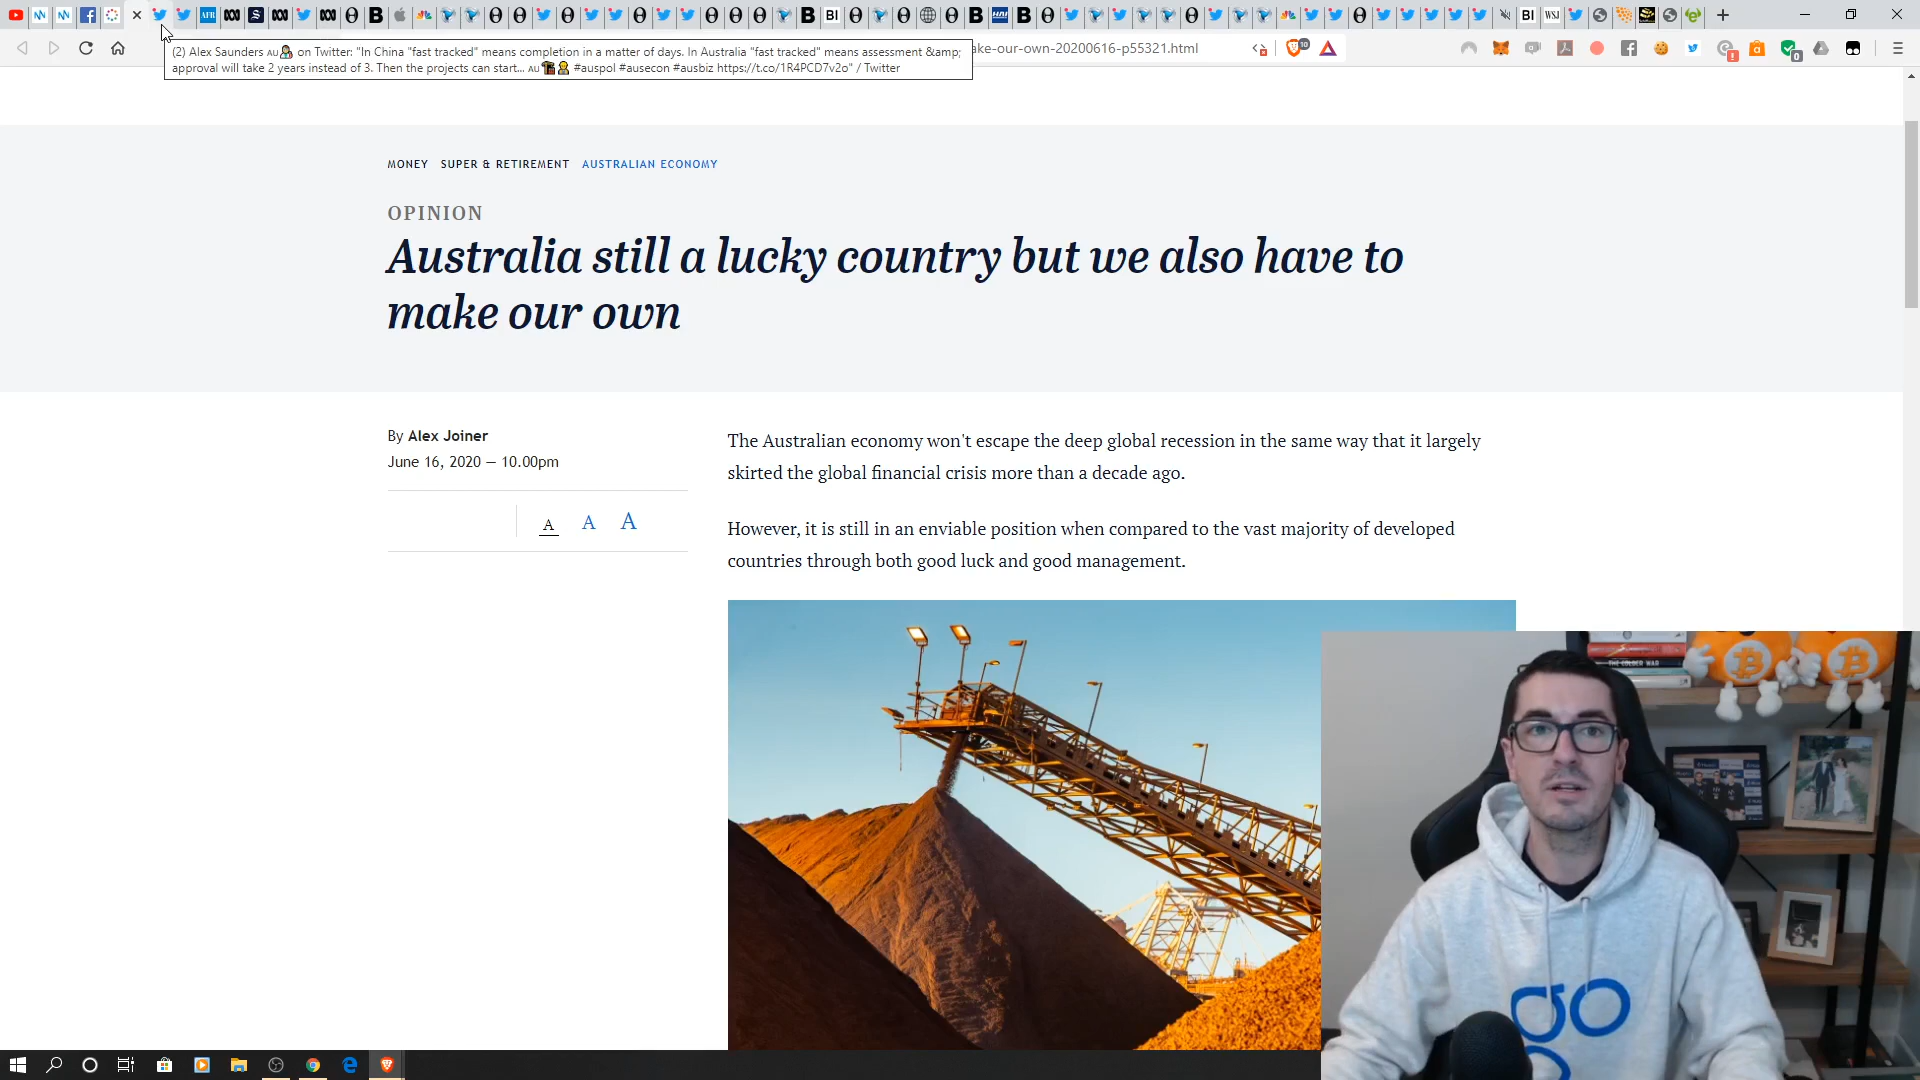 (2) Alex Saunders AU on Twitter: "In China "fast tracked" means completion in a matter of days. In Australia "fast tracked" means assessment &amp;
approval will take 2 years instead of 3. Then the projects can start... AU #auspol #ausecon #ausbiz https://t.co/1R4PCD7v2o" / Twitter
ake-our-own-20200616-p55321.html
MONEY SUPER & RETIREMENT AUSTRALIAN ECONOMY
OPINION
Australia still a lucky country but we also have to
make our own
By Alex Joiner
June 16, 2020 — 10.00pm
A A A
The Australian economy won't escape the deep global recession in the same way that it largely
skirted the global financial crisis more than a decade ago.
However, it is still in an enviable position when compared to the vast majority of developed
countries through both good luck and good management.
THE COLDER WAR
go